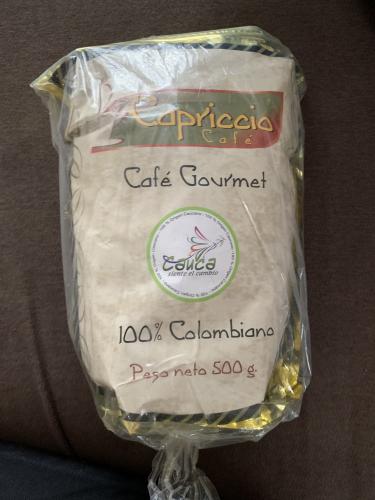 Capriccio
Café
Café Gourmet
Cauca
siente el cambio
100% Colombiano
Peso neto 500 g.